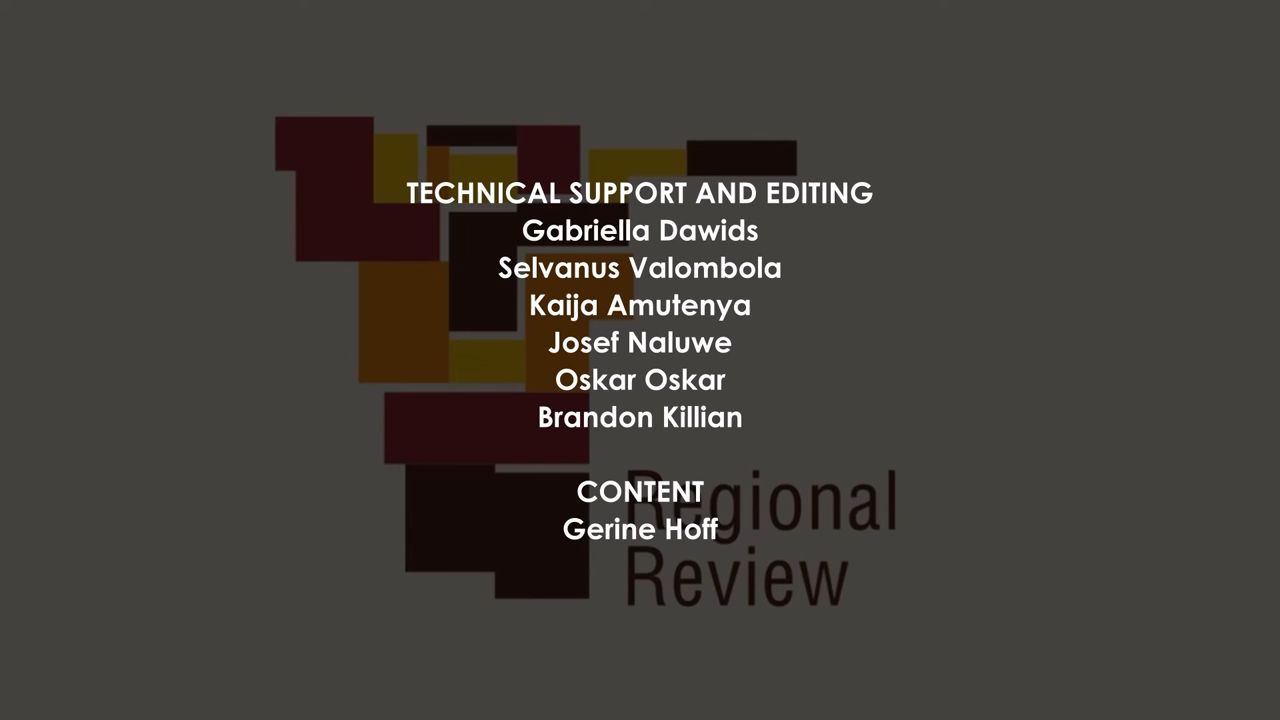 TECHNICAL SUPPORT AND EDITING
Gabriella Dawids
Selvanus Valombola
Kaija Amutenya
Josef Naluwe
Oskar Oskar
Brandon Killian
CONTENT
Gerine Hoff
Regional
Review